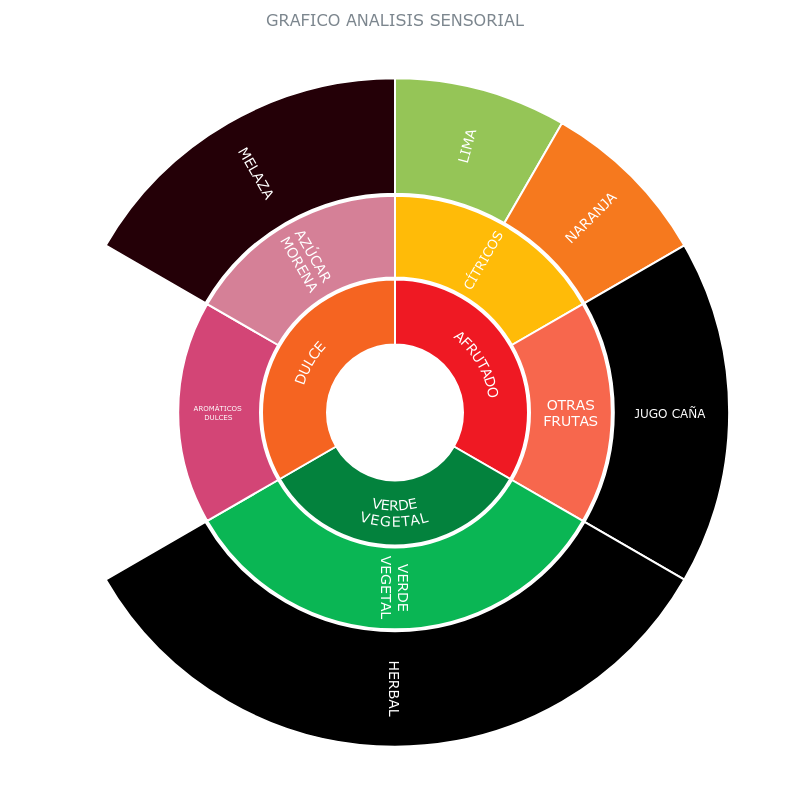 GRAFICO ANALISIS SENSORIAL
LIMA
MELAZA
NARANJA
AZÚCAR
MORENA
CÍTRICOS
DULCE
AFRUTADO
AROMÁTICOS
DULCES
OTRAS
FRUTAS
JUGO CAÑA
VERDE
VEGETAL
VERDE
VEGETAL
HERBAL